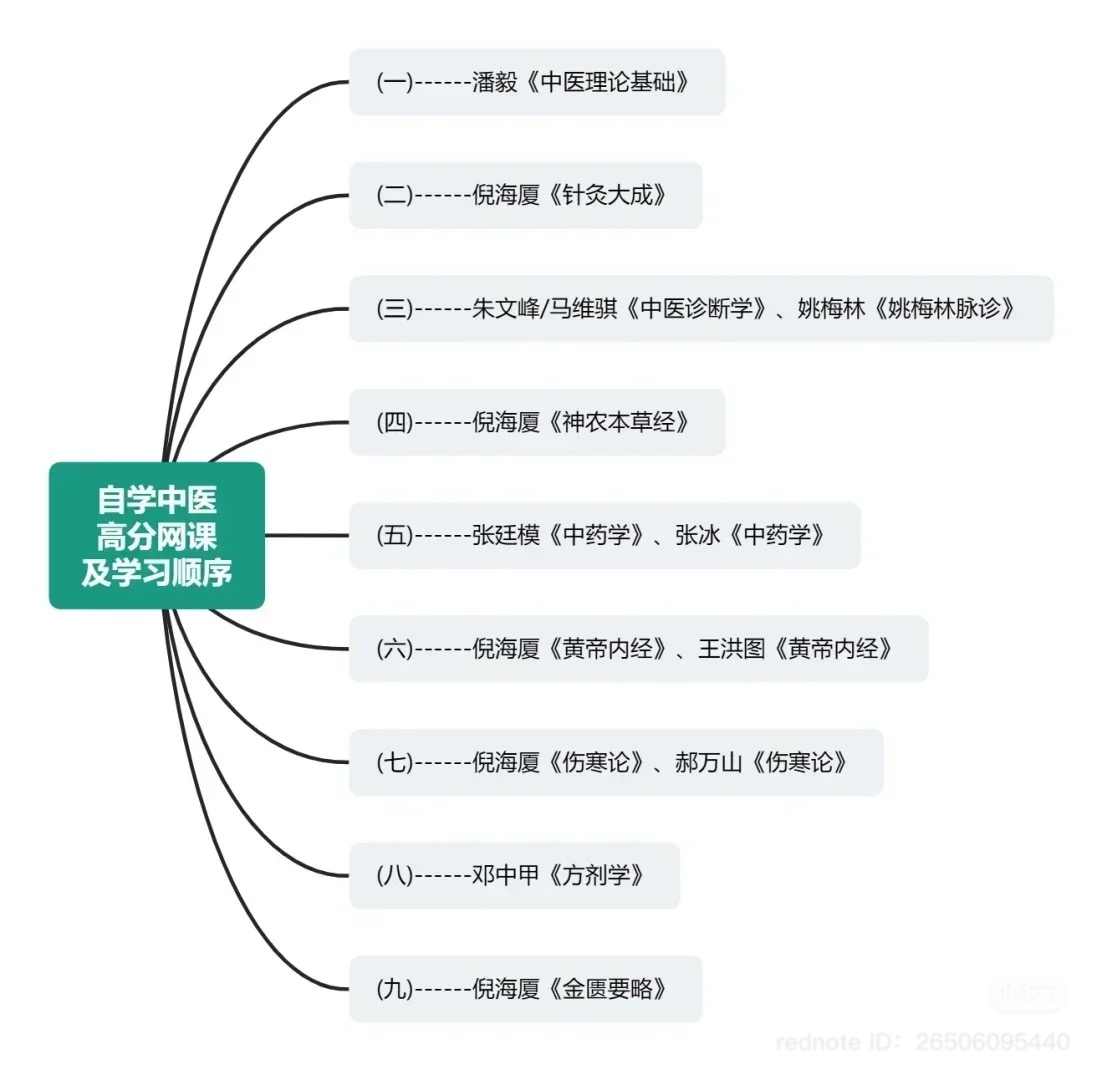 (一)------潘毅《中医理论基础》
(二)------倪海厦《针灸大成》
(三)------朱文峰/马维骐《中医诊断学》、姚梅林《姚梅林脉诊》
(四)------倪海厦《神农本草经》
自学中医
高分网课
及学习顺序
(五)------张廷模《中药学》、张冰《中药学》
(六)------倪海厦《黄帝内经》、王洪图《黄帝内经》
(七)------倪海厦《伤寒论》、郝万山《伤寒论》
(八)------邓中甲《方剂学》
(九)------倪海厦《金匮要略》
rednote ID: 26506095440